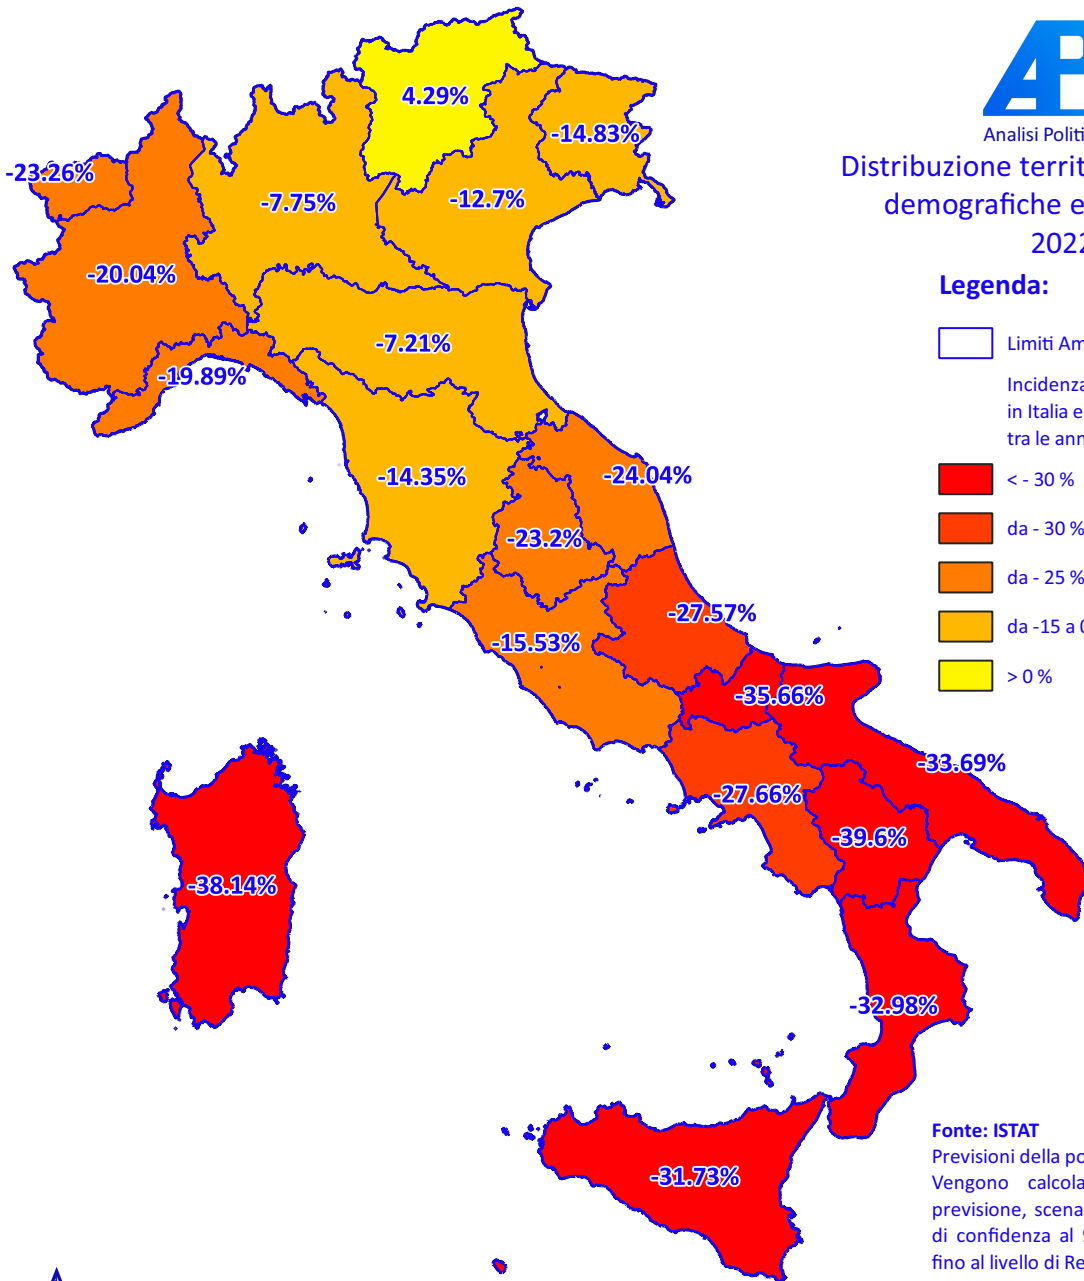 4.29%
-14.83%
-23.26%
-7.75%
-12.7%
-20.04%
-7.21%
-19.89%
-14.35%
-24.04%
-23.2%
-27.57%
-15.53%
-35.66%
-33.69%
-27.66%
-39.6%
-38.14%
-32.98%
-31.73%
Analisi Politi
Distribuzione territ
demografiche e
2022
Legenda:
Limiti Am
Incidenza
in Italia e
tra le ann
< - 30 %
da - 30 %
da - 25 %
da -15 a 0
> 0 %
Fonte: ISTAT
Previsioni della po
Vengono calcola
previsione, scena
di confidenza al 9
fino al livello di Re